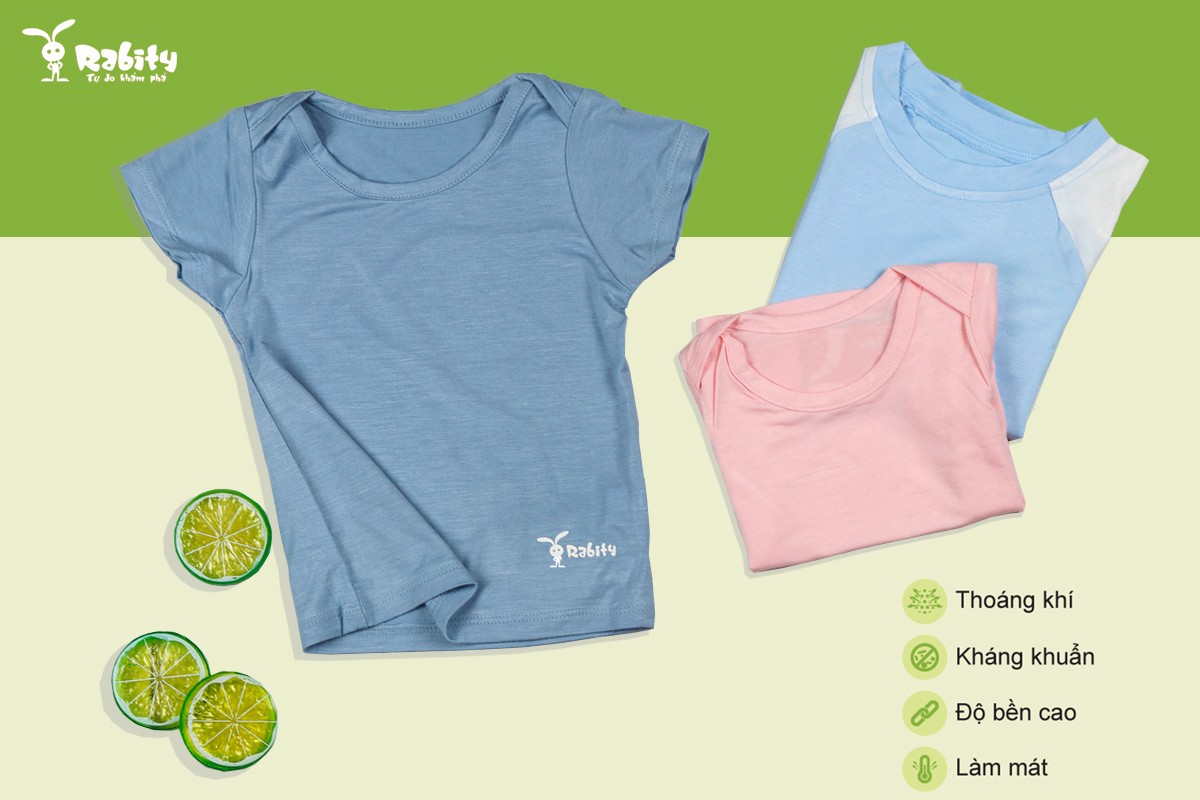 Rabity
Tự do khám phá
Rabity
Thoáng khí
Kháng khuẩn
Độ bền cao
Làm mát